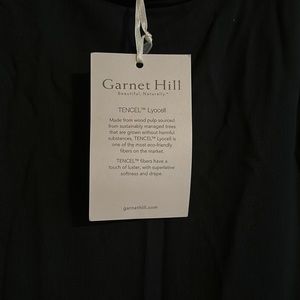 Garnet Hill
Beautiful, Naturally.™
TENCEL™ Lyocell
Made from wood pulp sourced
from sustainably managed trees
that are grown without harmful
substances, TENCEL™ Lyocell is
one of the most eco-friendly
fibers on the market.
TENCEL™ fibers have a
touch of luster, with superlative
softness and drape.
garnethill.com